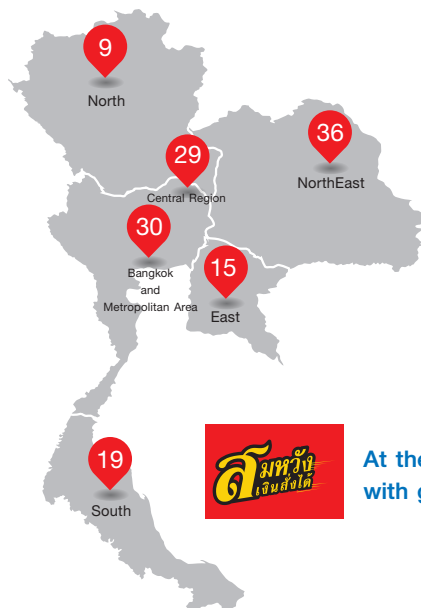 9
North
36
NorthEast
29
Central Region
30
Bangkok
and
Metropolitan Area
15
East
19
South
สมหวัง
เงินสั่งได้
At the
with g